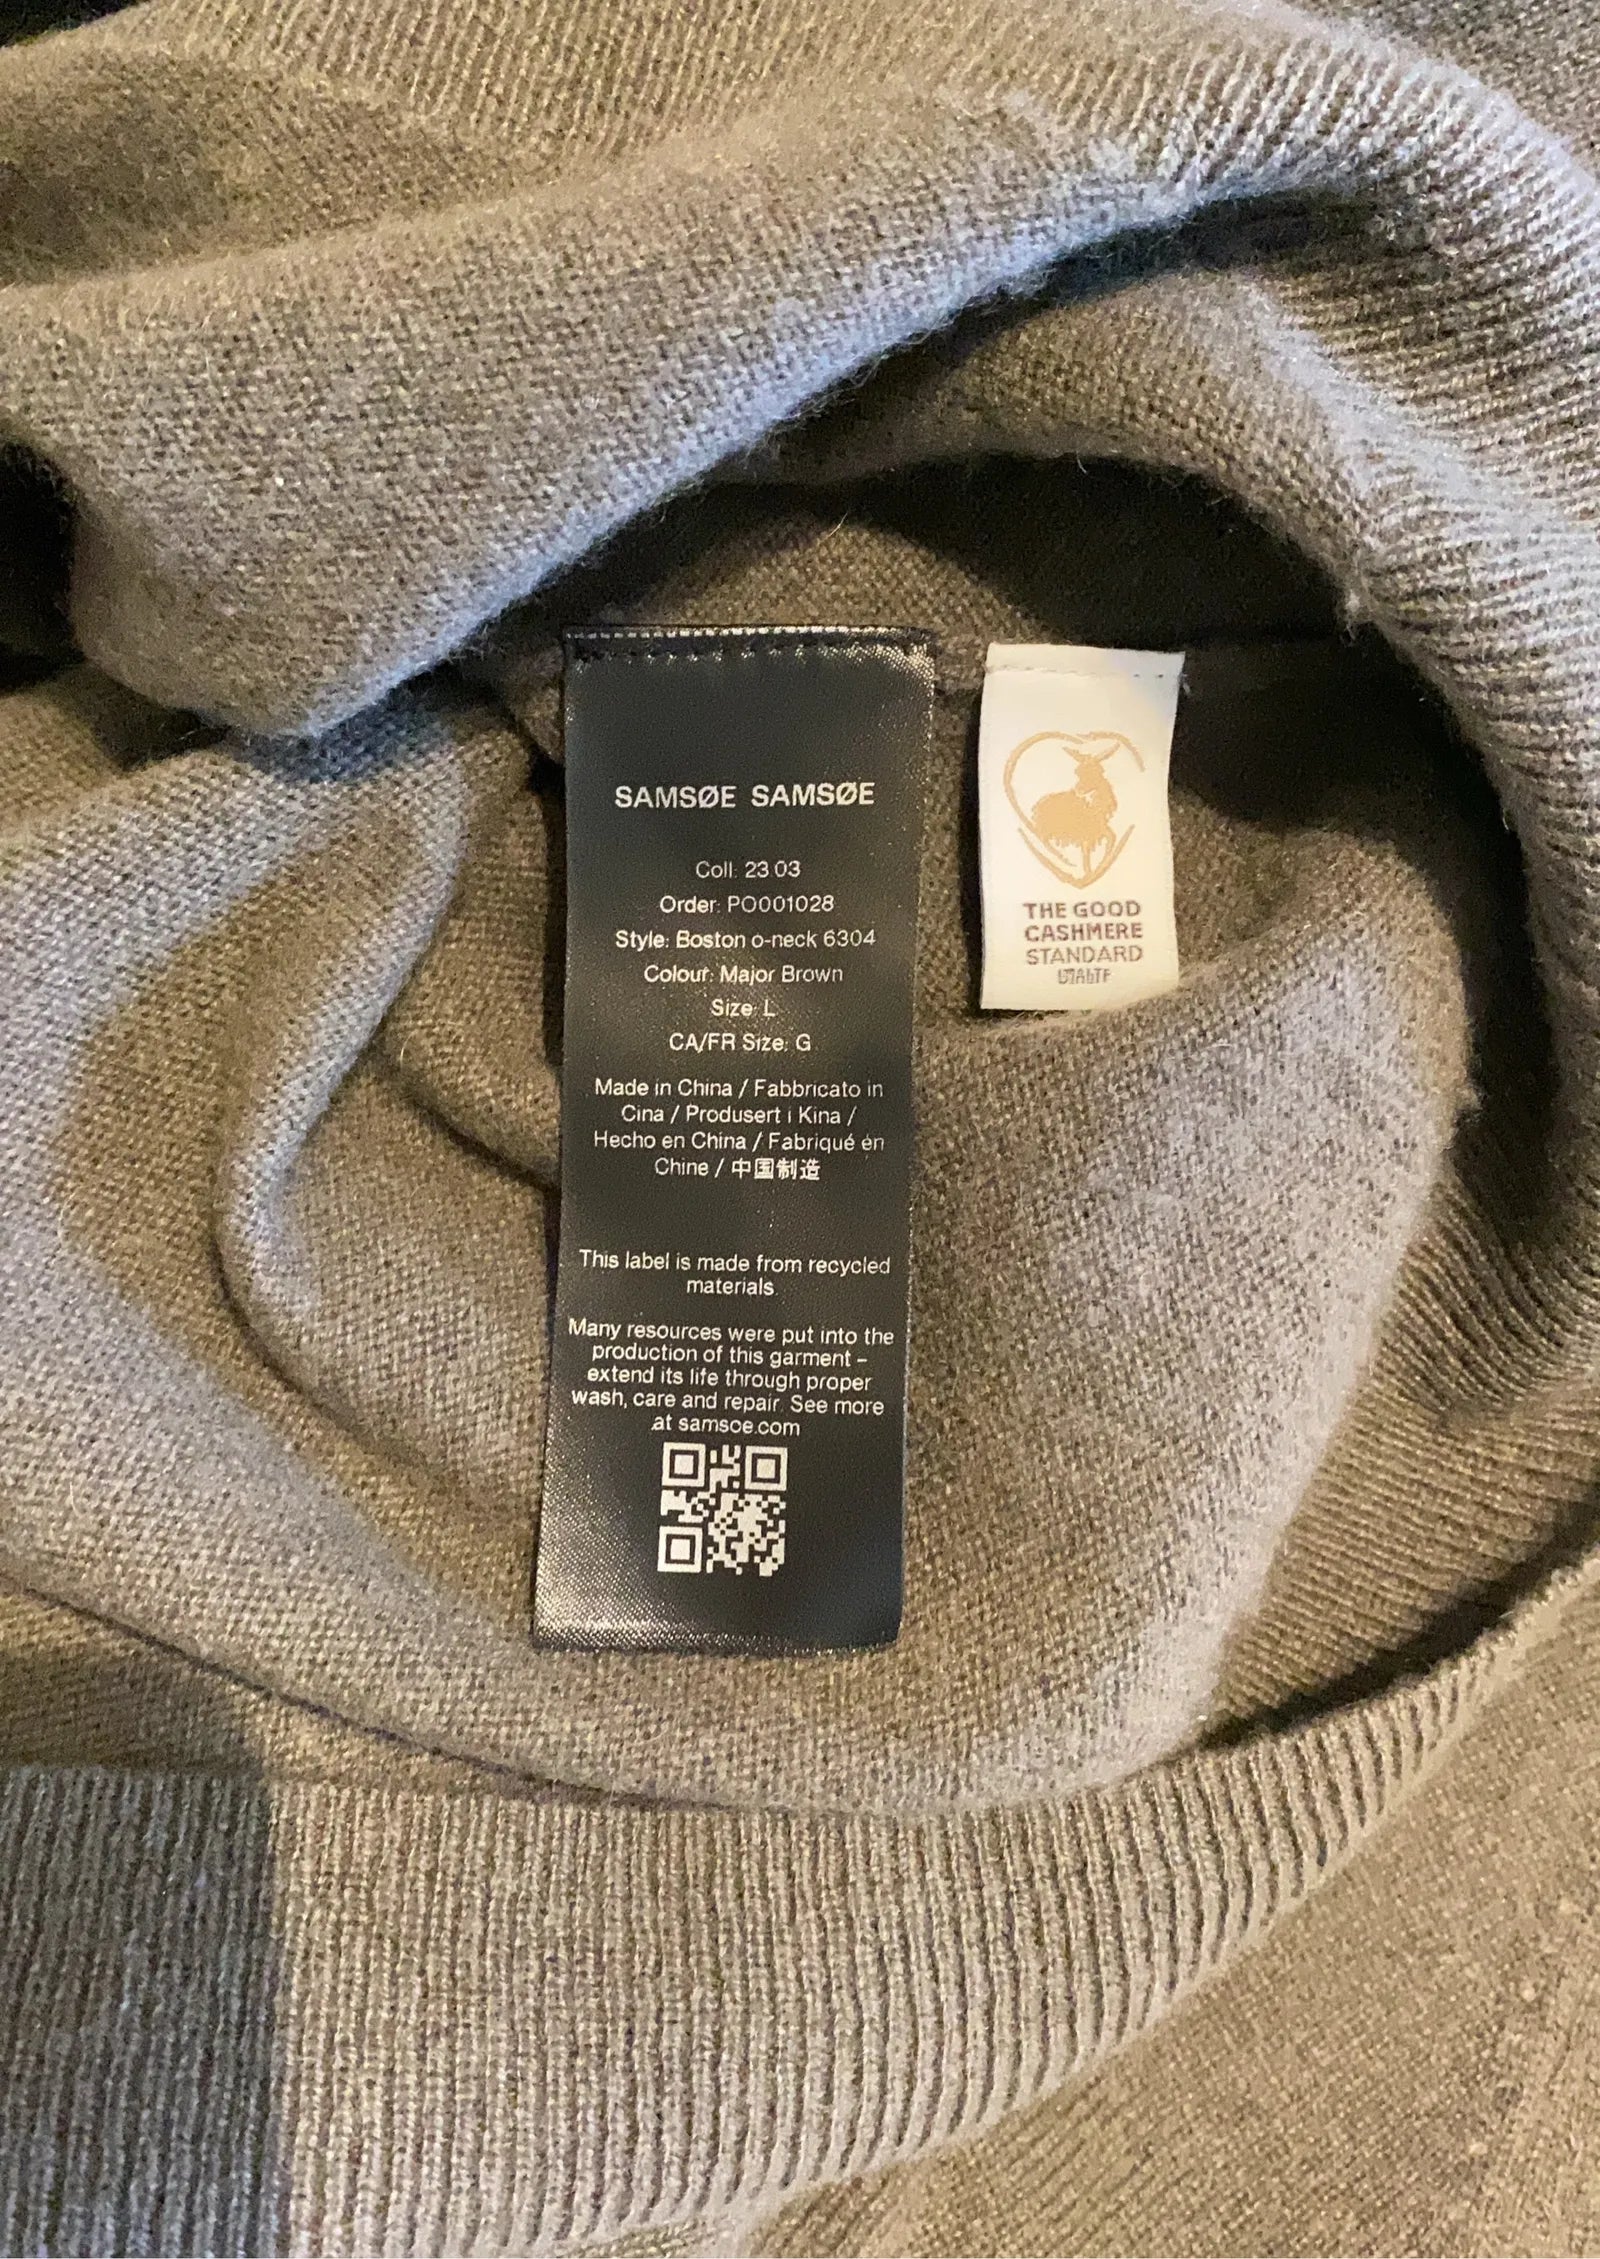 SAMSØE SAMSØE
Coll: 23.03
Order: PO001028
Style: Boston o-neck 6304
Colour: Major Brown
Size: L
CA/FR Size: G
Made in China / Fabbricato in
Cina / Produsert i Kina /
Hecho en China / Fabriqué en
Chine / 中国制造
This label is made from recycled
materials.
Many resources were put into the
production of this garment –
extend its life through proper
wash, care and repair. See more
at samsoe.com
THE GOOD
CASHMERE
STANDARD